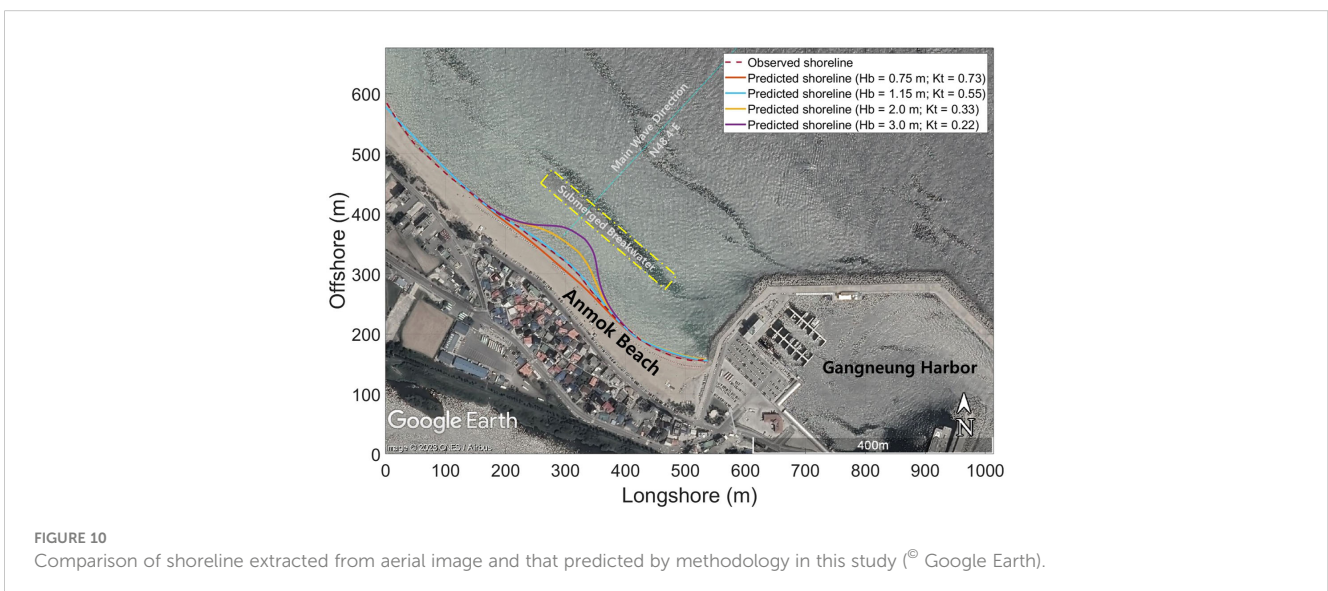 Observed shoreline
Predicted shoreline (Hb = 0.75 m; Kt = 0.73)
Predicted shoreline (Hb = 1.15 m; Kt = 0.55)
Predicted shoreline (Hb = 2.0 m; Kt = 0.33)
Predicted shoreline (Hb = 3.0 m; Kt = 0.22)
Main Wave Direction
Submerged Breakwater
Anmok Beach
Gangneung Harbor
N
400m
Google Earth
600
500
400
300
200
100
0
Offshore (m)
0 100 200 300 400 500 600 700 800 900 1000
Longshore (m)
FIGURE 10
Comparison of shoreline extracted from aerial image and that predicted by methodology in this study (© Google Earth).